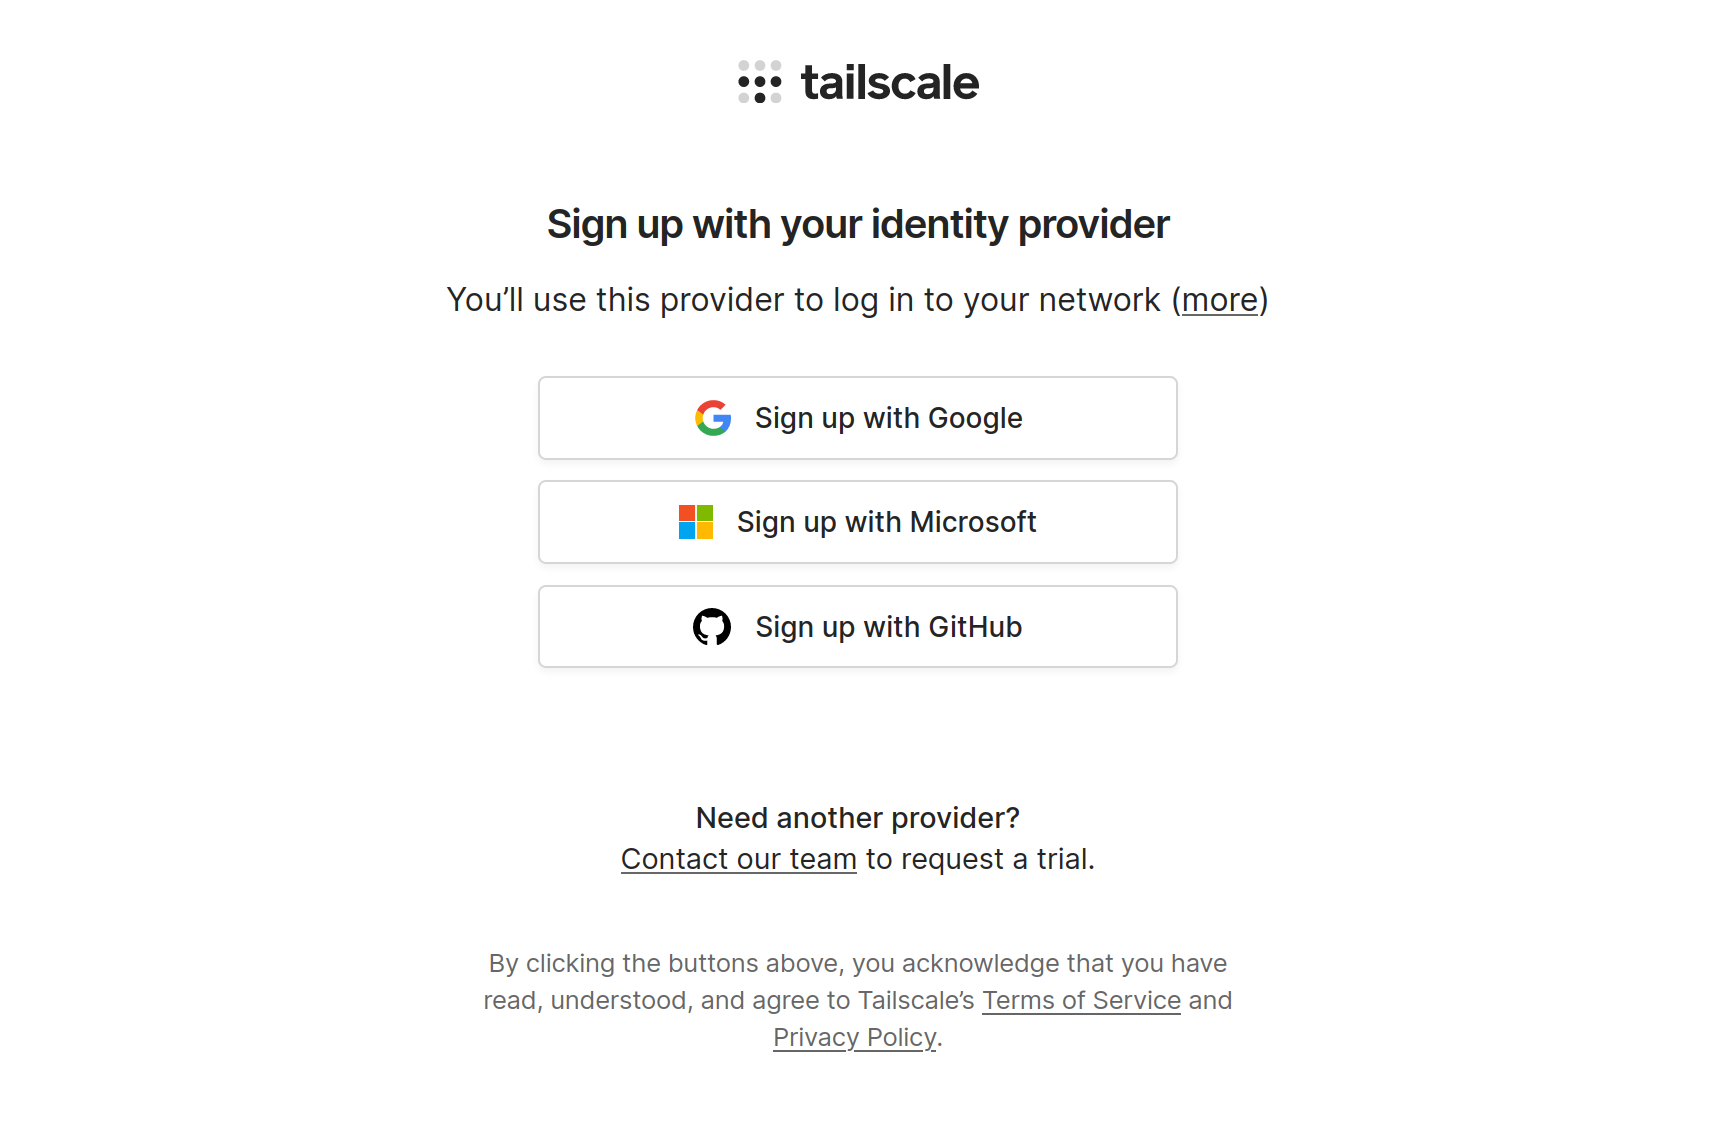 tailscale
Sign up with your identity provider
You’ll use this provider to log in to your network (more)
Sign up with Google
Sign up with Microsoft
Sign up with GitHub
Need another provider?
Contact our team to request a trial.
By clicking the buttons above, you acknowledge that you have
read, understood, and agree to Tailscale’s Terms of Service and
Privacy Policy.